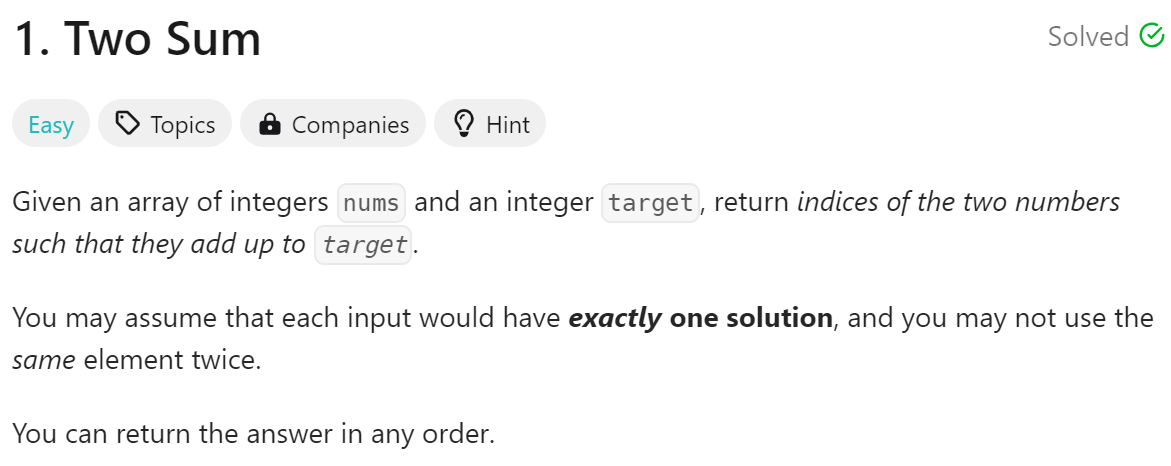 1. Two Sum
Solved
Easy Topics Companies Hint
Given an array of integers nums and an integer target, return indices of the two numbers
such that they add up to target.
You may assume that each input would have exactly one solution, and you may not use the
same element twice.
You can return the answer in any order.